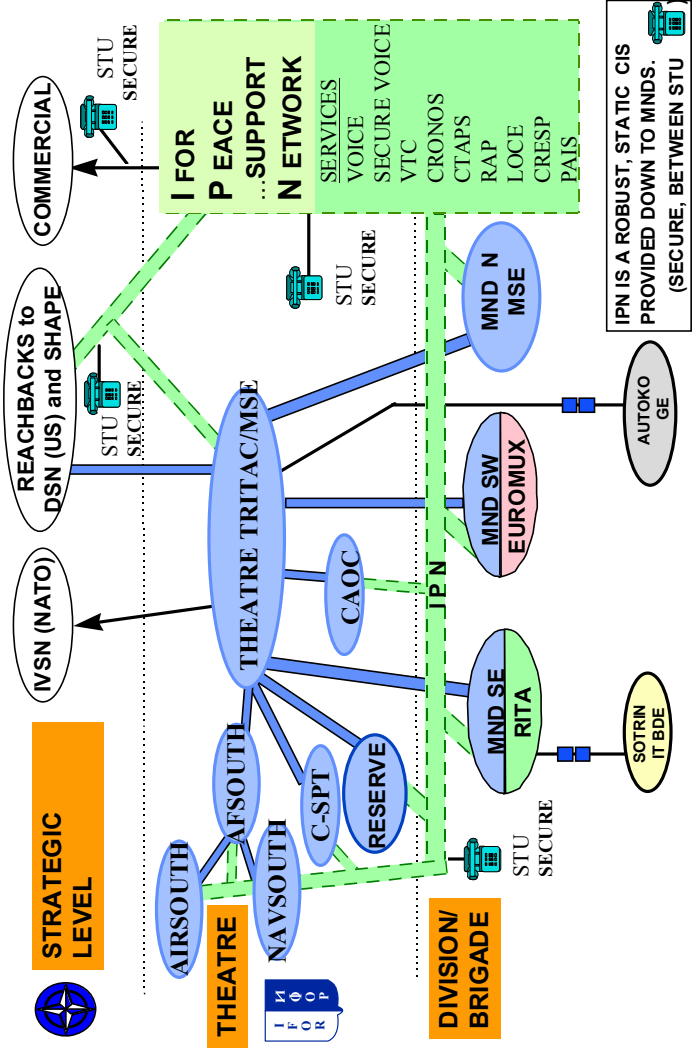 STRATEGIC
LEVEL
IVSN (NATO)
REACHBACKS to
DSN (US) and SHAPE
COMMERCIAL
STU
SECURE
STU
SECURE
THEATRE
I И
F Ф
O O
R P
AIRSOUTH
AFSOUTH
NAVSOUTH
C-SPT
RESERVE
THEATRE TRITAC/MSE
CAOC
STU
SECURE
I FOR
P EACE
...SUPPORT
N ETWORK
SERVICES
VOICE
SECURE VOICE
VTC
CRONOS
CTAPS
RAP
LOCE
CRESP
PAIS
I P N
DIVISION/
BRIGADE
STU
SECURE
MND SE
RITA
MND SW
EUROMUX
MND N
MSE
SOTRIN
IT BDE
AUTOKO
GE
IPN IS A ROBUST, STATIC CIS
PROVIDED DOWN TO MNDS.
(SECURE, BETWEEN STU )